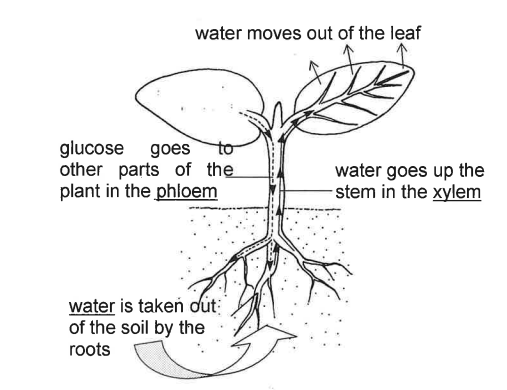 water moves out of the leaf
glucose goes to
other parts of the
plant in the phloem
water goes up the
stem in the xylem
water is taken out
of the soil by the
roots